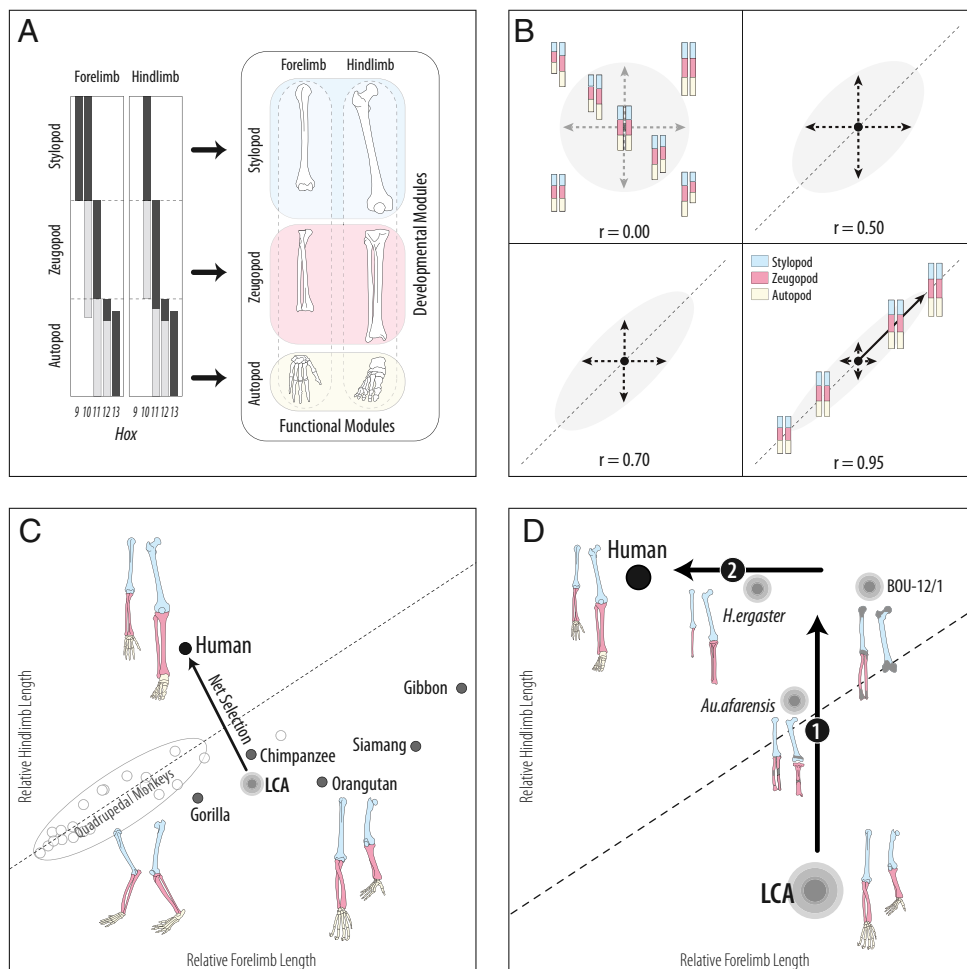 A
Forelimb Hindlimb
Stylopod
Zeugopod
Autopod
9 10 11 12 13 9 10 11 12 13
Hox
Forelimb Hindlimb
Stylopod
Zeugopod
Autopod
Developmental Modules
Functional Modules
B
r = 0.00
r = 0.50
r = 0.70
Stylopod
Zeugopod
Autopod
r = 0.95
C
Relative Hindlimb Length
Human
Net Selection
Gibbon
Siamang
Chimpanzee
LCA
Orangutan
Gorilla
Quadrupedal Monkeys
Relative Forelimb Length
D
Relative Hindlimb Length
Human
2
H.ergaster
BOU-12/1
Au.afarensis
1
LCA
Relative Forelimb Length